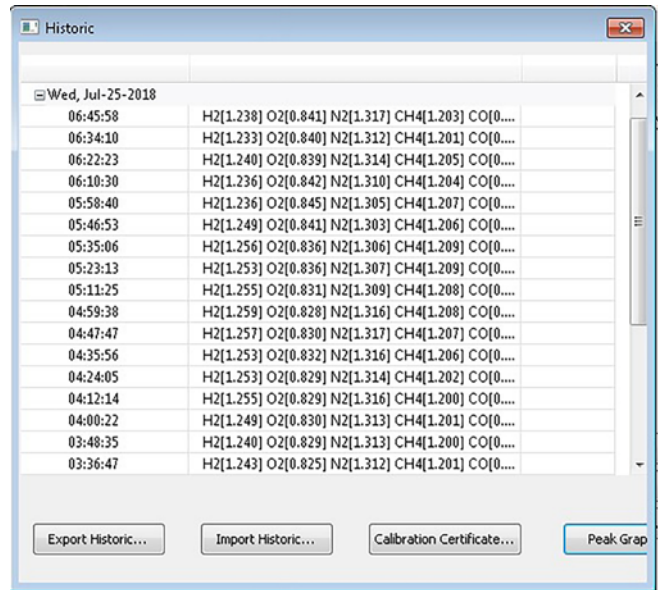 Historic
Wed, Jul-25-2018
06:45:58 H2[1.238] O2[0.841] N2[1.317] CH4[1.203] CO[0....
06:34:10 H2[1.233] O2[0.840] N2[1.312] CH4[1.201] CO[0....
06:22:23 H2[1.240] O2[0.839] N2[1.314] CH4[1.205] CO[0....
06:10:30 H2[1.236] O2[0.842] N2[1.310] CH4[1.204] CO[0....
05:58:40 H2[1.236] O2[0.845] N2[1.305] CH4[1.207] CO[0....
05:46:53 H2[1.249] O2[0.841] N2[1.303] CH4[1.206] CO[0....
05:35:06 H2[1.256] O2[0.836] N2[1.306] CH4[1.209] CO[0....
05:23:13 H2[1.253] O2[0.836] N2[1.307] CH4[1.209] CO[0....
05:11:25 H2[1.255] O2[0.831] N2[1.309] CH4[1.208] CO[0....
04:59:38 H2[1.259] O2[0.828] N2[1.316] CH4[1.208] CO[0....
04:47:47 H2[1.257] O2[0.830] N2[1.317] CH4[1.207] CO[0....
04:35:56 H2[1.253] O2[0.832] N2[1.316] CH4[1.206] CO[0....
04:24:05 H2[1.253] O2[0.829] N2[1.314] CH4[1.202] CO[0....
04:12:14 H2[1.255] O2[0.829] N2[1.316] CH4[1.200] CO[0....
04:00:22 H2[1.249] O2[0.830] N2[1.313] CH4[1.201] CO[0....
03:48:35 H2[1.240] O2[0.829] N2[1.313] CH4[1.200] CO[0....
03:36:47 H2[1.243] O2[0.825] N2[1.312] CH4[1.201] CO[0....
Export Historic... Import Historic... Calibration Certificate... Peak Grap